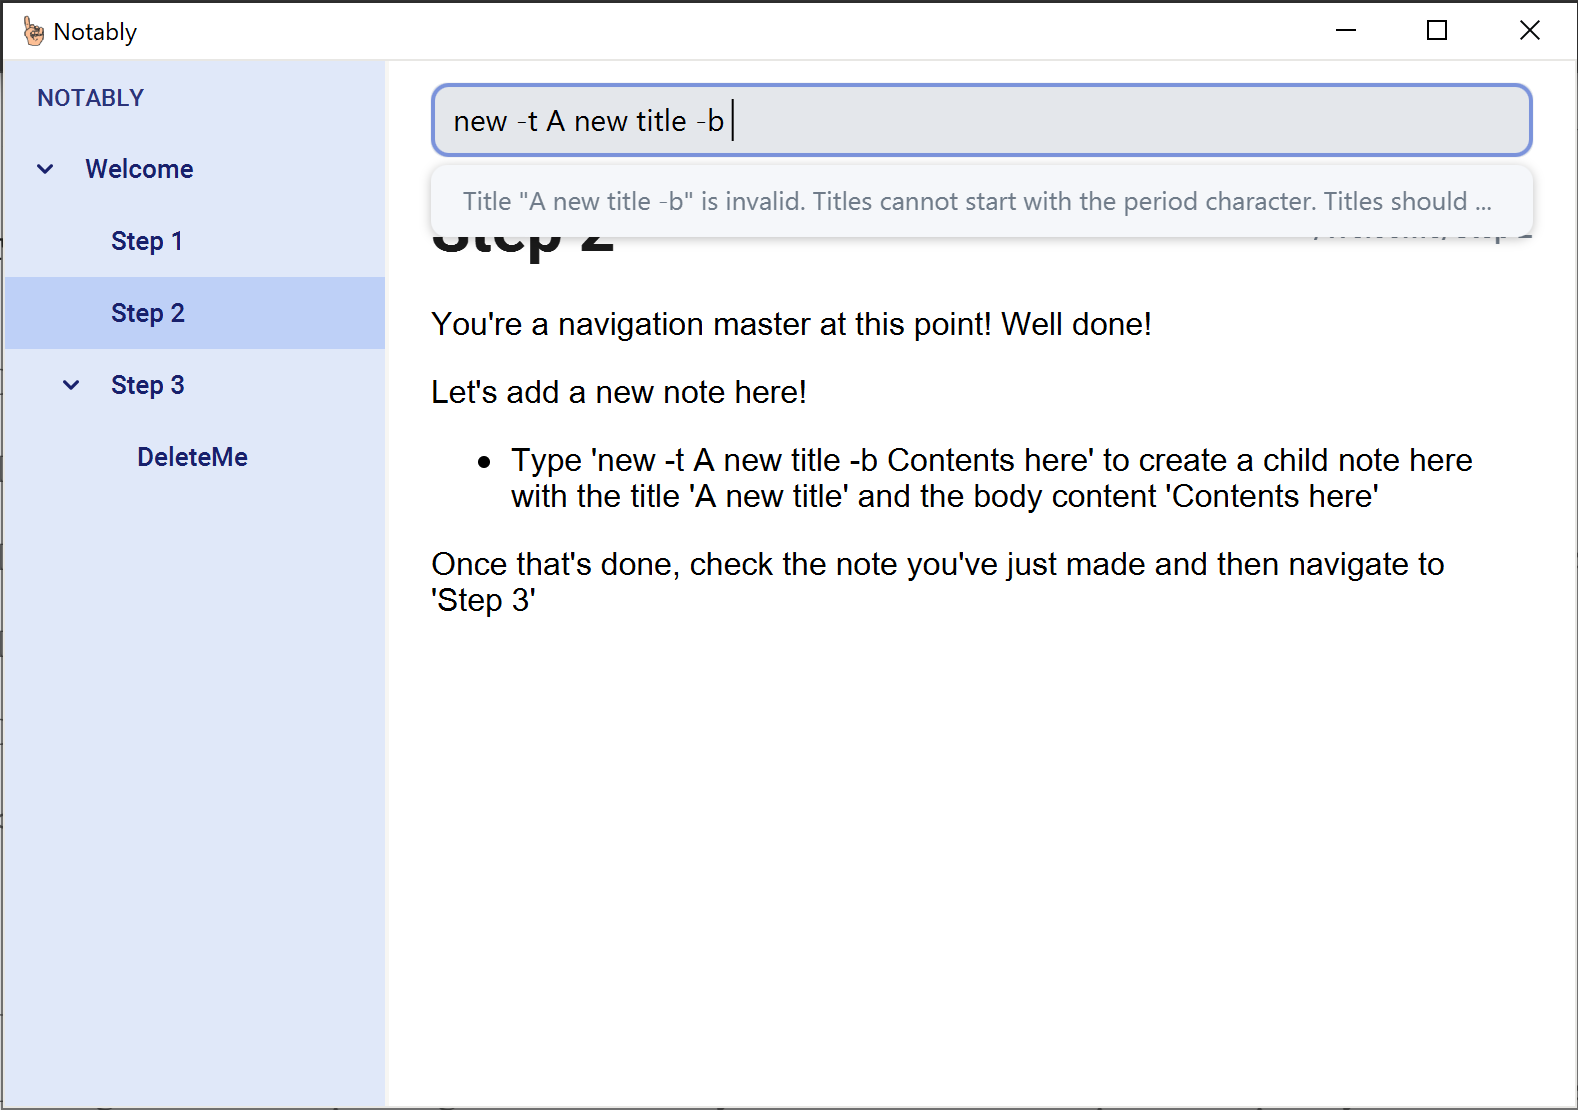 Notably
NOTABLY
Welcome
Step 1
Step 2
Step 3
DeleteMe
new -t A new title -b
Title "A new title -b" is invalid. Titles cannot start with the period character. Titles should ...
Step 2
You're a navigation master at this point! Well done!
Let's add a new note here!
Type 'new -t A new title -b Contents here' to create a child note here
with the title 'A new title' and the body content 'Contents here'
Once that's done, check the note you've just made and then navigate to
'Step 3'